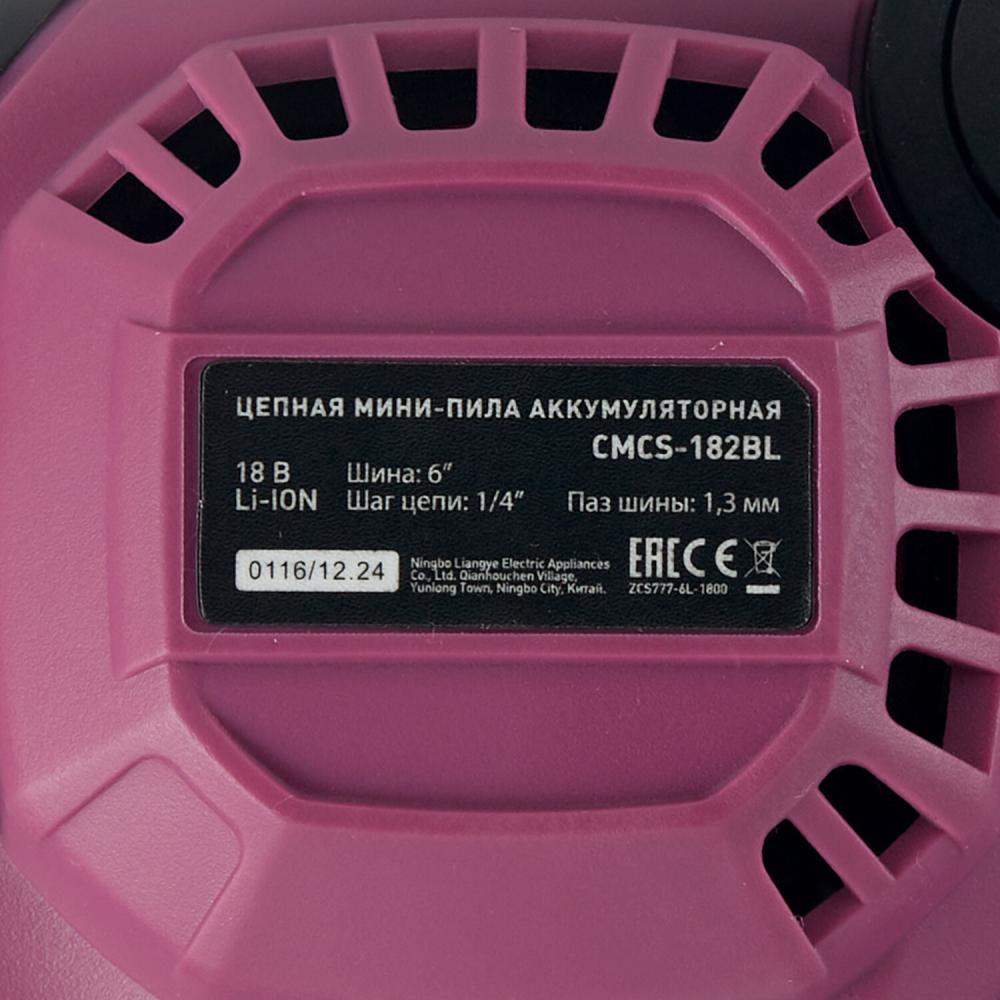 ЦЕПНАЯ МИНИ-ПИЛА АККУМУЛЯТОРНАЯ
CMCS-182BL
18 В Шина: 6″
Li-ION Шаг цепи: 1/4″ Паз шины: 1,3 мм
0116/12.24
Ningbo Liangye Electric Appliances
Co., Ltd. Qianhouchen Village,
Yunlong Town, Ningbo City, Китай.
EAC CE
ZCS777-6L-1800